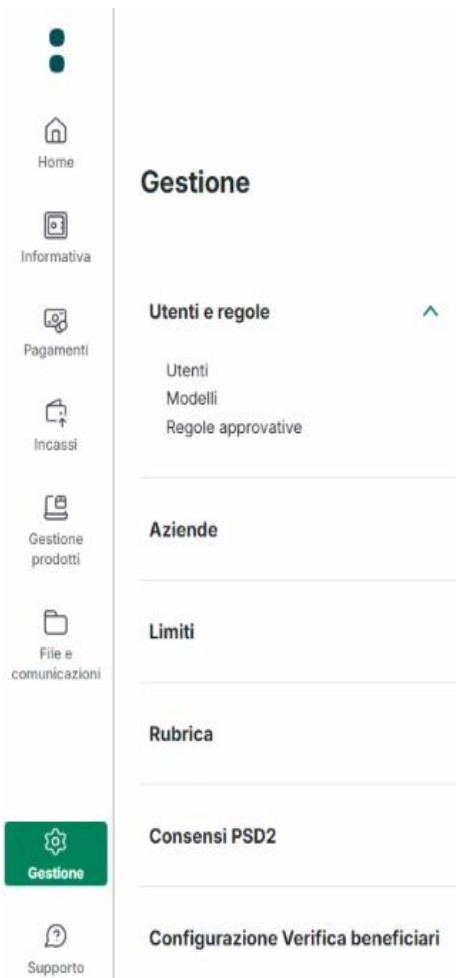 Home
Informativa
Pagamenti
Incassi
Gestione
prodotti
File e
comunicazioni
Gestione
Supporto
Gestione
Utenti e regole
Utenti
Modelli
Regole approvative
Aziende
Limiti
Rubrica
Consensi PSD2
Configurazione Verifica beneficiari